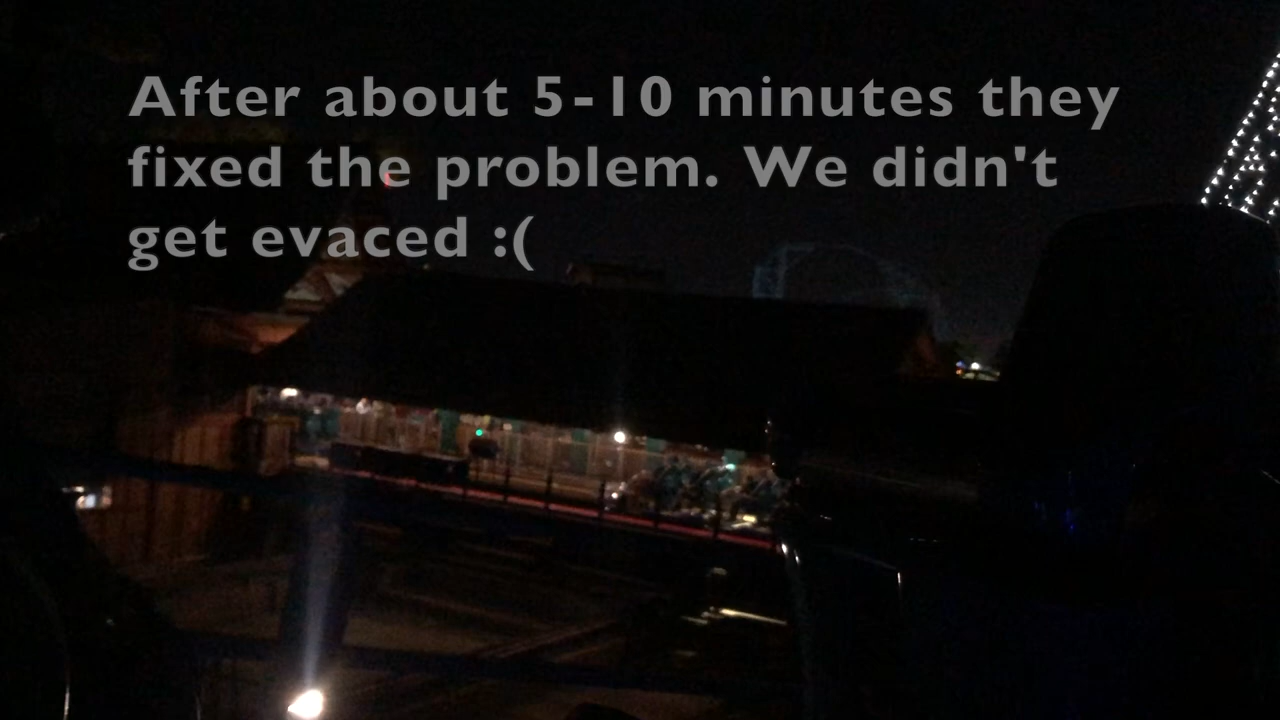 After about 5-10 minutes they
fixed the problem. We didn't
get evaced :(